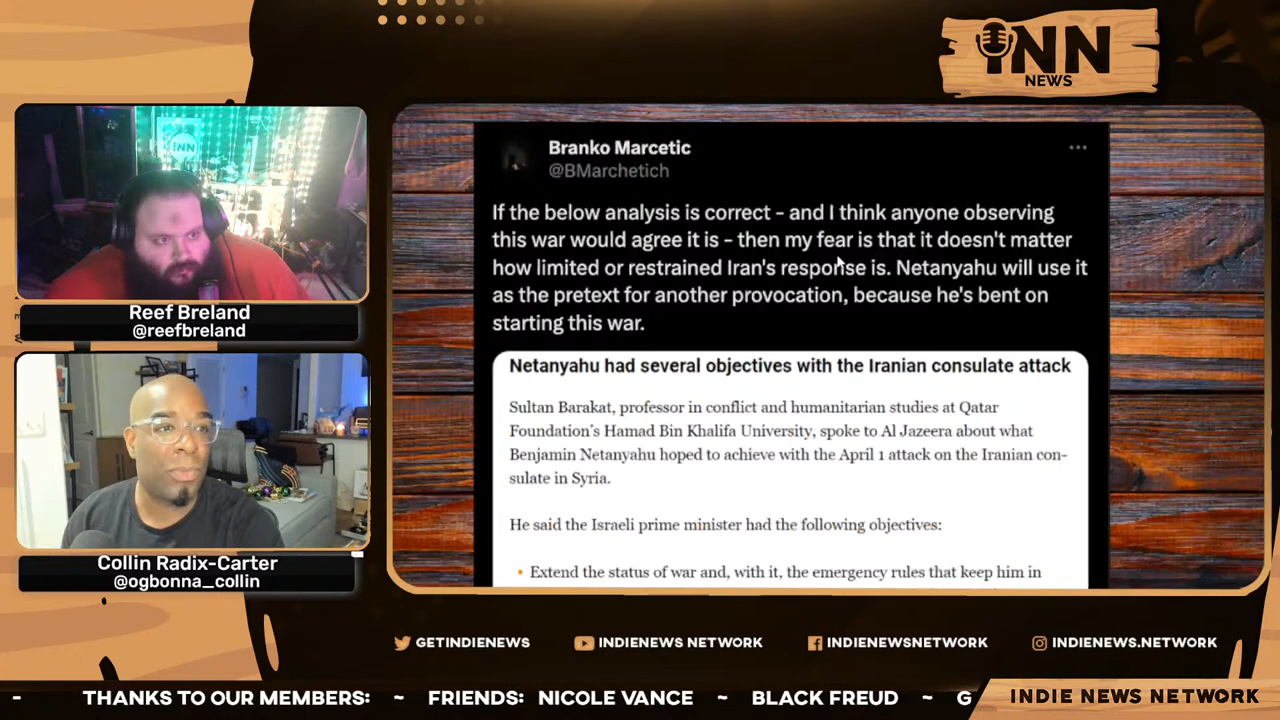 INN
NEWS
INN
Reef Breland
@reefbreland
Collin Radix-Carter
@ogbonna_collin
Branko Marcetic
@BMarchetich
If the below analysis is correct - and I think anyone observing
this war would agree it is - then my fear is that it doesn't matter
how limited or restrained Iran's response is. Netanyahu will use it
as the pretext for another provocation, because he's bent on
starting this war.
Netanyahu had several objectives with the Iranian consulate attack
Sultan Barakat, professor in conflict and humanitarian studies at Qatar
Foundation's Hamad Bin Khalifa University, spoke to Al Jazeera about what
Benjamin Netanyahu hoped to achieve with the April 1 attack on the Iranian con-
sulate in Syria.
He said the Israeli prime minister had the following objectives:
• Extend the status of war and, with it, the emergency rules that keep him in
GETINDIENEWS
INDIENEWS NETWORK
INDIENEWSNETWORK
INDIENEWS.NETWORK
- THANKS TO OUR MEMBERS: ~ FRIENDS: NICOLE VANCE ~ BLACK FREUD ~ G
INDIE NEWS NETWORK